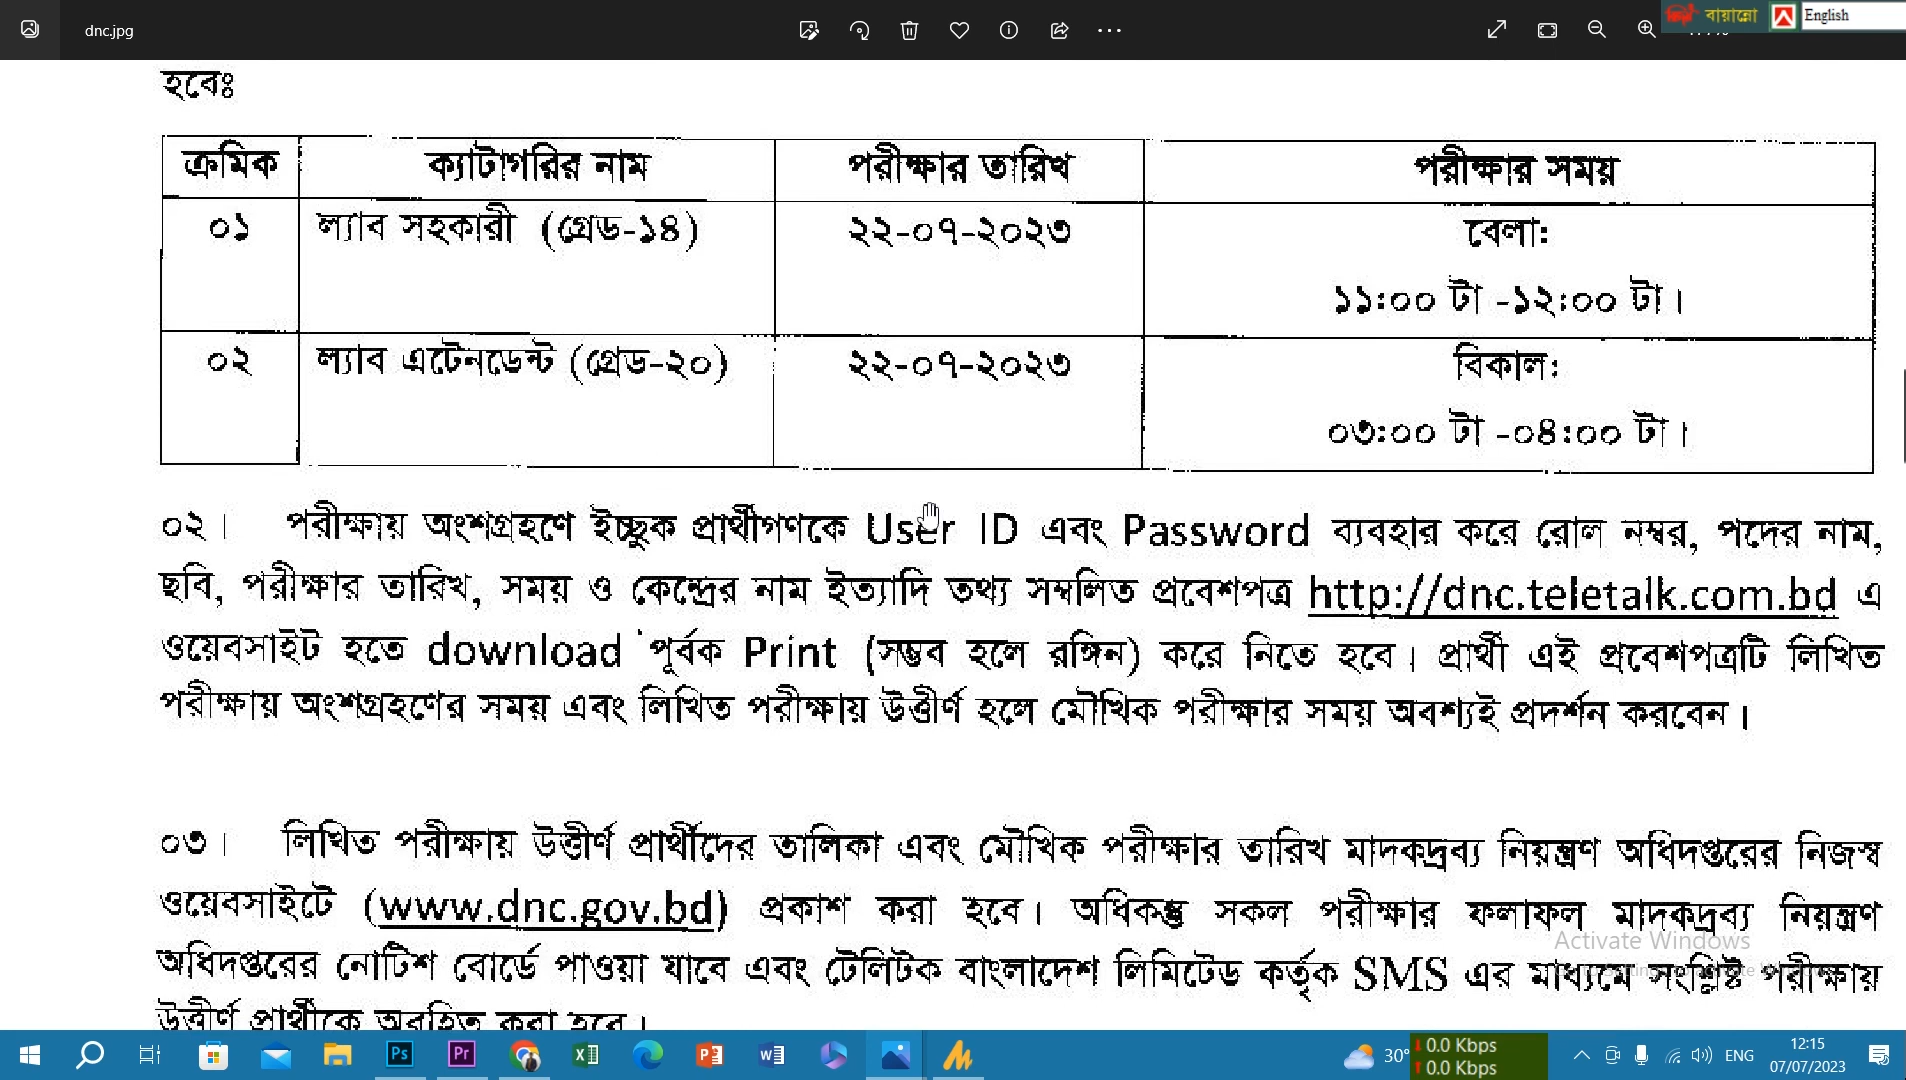 dnc.jpg
বায়ান্নো
English
হবেঃ
ক্রমিক ক্যাটাগরির নাম পরীক্ষার তারিখ পরীক্ষার সময়
০১ ল্যাব সহকারী (গ্রেড-১৪) ২২-০৭-২০২৩ বেলা:
১১:০০ টা -১২:০০ টা।
০২ ল্যাব এটেনডেন্ট (গ্রেড-২০) ২২-০৭-২০২৩ বিকাল:
০৩:০০ টা -০৪:০০ টা।
০২। পরীক্ষায় অংশগ্রহণে ইচ্ছুক প্রার্থীগণকে User ID এবং Password ব্যবহার করে রোল নম্বর, পদের নাম,
ছবি, পরীক্ষার তারিখ, সময় ও কেন্দ্রের নাম ইত্যাদি তথ্য সম্বলিত প্রবেশপত্র http://dnc.teletalk.com.bd এ
ওয়েবসাইট হতে download পূর্বক Print (সম্ভব হলে রঙ্গিন) করে নিতে হবে। প্রার্থী এই প্রবেশপত্রটি লিখিত
পরীক্ষায় অংশগ্রহণের সময় এবং লিখিত পরীক্ষায় উত্তীর্ণ হলে মৌখিক পরীক্ষার সময় অবশ্যই প্রদর্শন করবেন।
০৩। লিখিত পরীক্ষায় উত্তীর্ণ প্রার্থীদের তালিকা এবং মৌখিক পরীক্ষার তারিখ মাদকদ্রব্য নিয়ন্ত্রণ অধিদপ্তরের নিজস্ব
ওয়েবসাইটে (www.dnc.gov.bd) প্রকাশ করা হবে। অধিকন্তু সকল পরীক্ষার ফলাফল মাদকদ্রব্য নিয়ন্ত্রণ
অধিদপ্তরের নোটিশ বোর্ডে পাওয়া যাবে এবং টেলিটক বাংলাদেশ লিমিটেড কর্তৃক SMS এর মাধ্যমে সংশ্লিষ্ট পরীক্ষায়
উত্তীর্ণ প্রার্থীকে অবহিত করা হবে।
Activate Windows
30°
0.0 Kbps
0.0 Kbps
ENG
12:15
07/07/2023